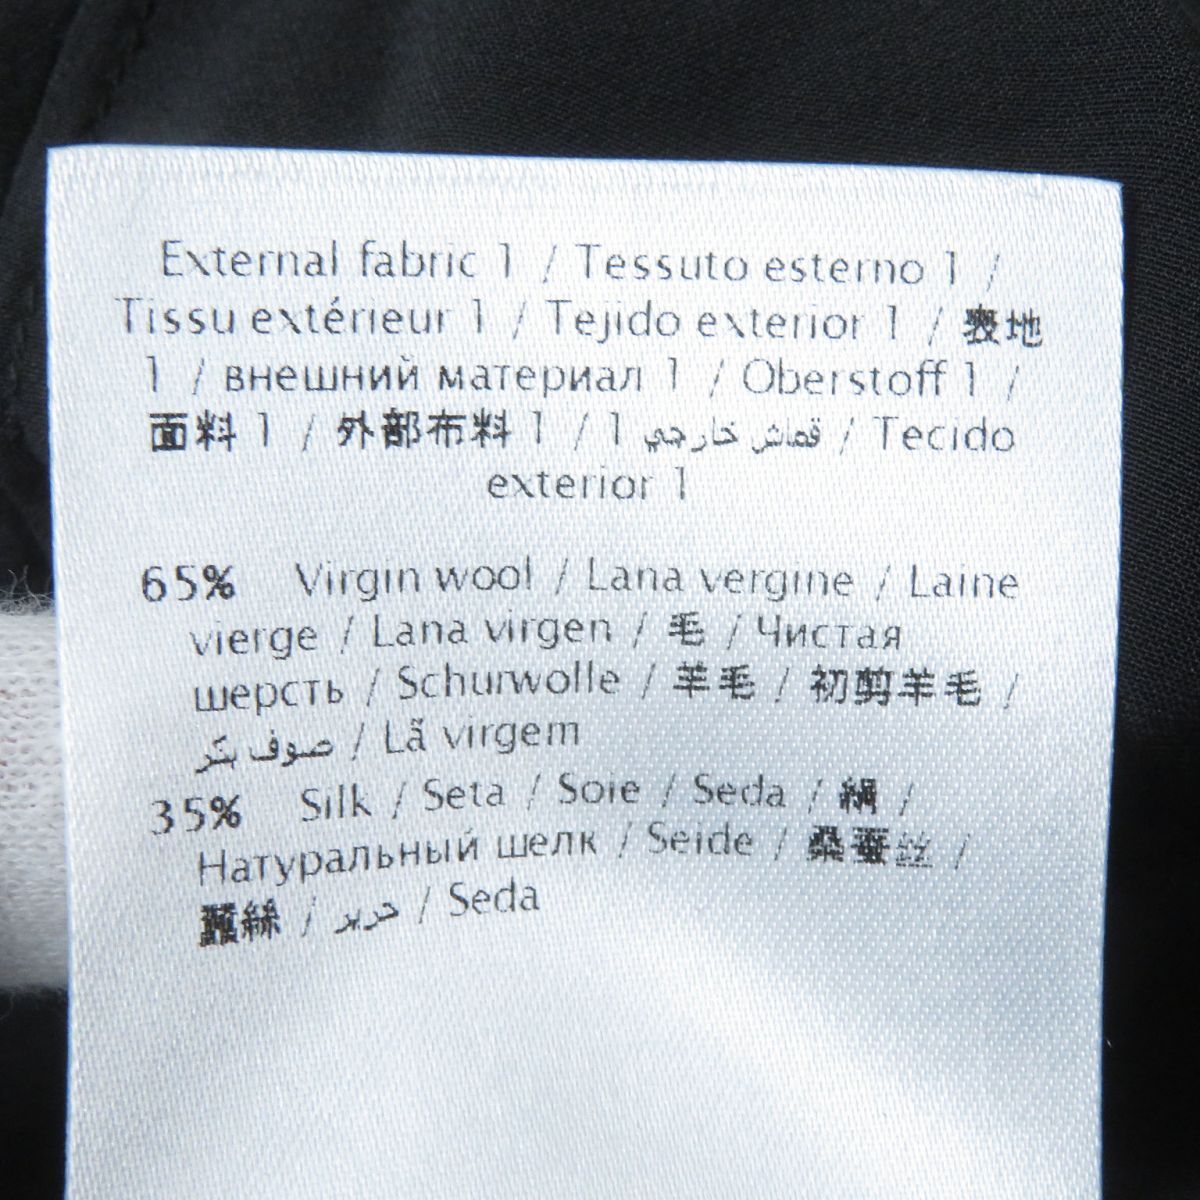 External fabric 1 / Tessuto esterno 1 /
Tissu extérieur 1 / Tejido exterior 1 / 表地
1 / внешний материал 1 / Oberstoff 1 /
面料 1 / 外部布料 1 / قماش خارجي 1 / Tecido
exterior 1
65% Virgin wool / Lana vergine / Laine
vierge / Lana virgen / 毛 / Чистая
шерсть / Schurwolle / 羊毛 / 初剪羊毛 /
صوف بكر / Lã virgem
35% Silk / Seta / Soie / Seda / 絹 /
Натуральный шелк / Seide / 桑蚕丝 /
蠶絲 / حرير / Seda